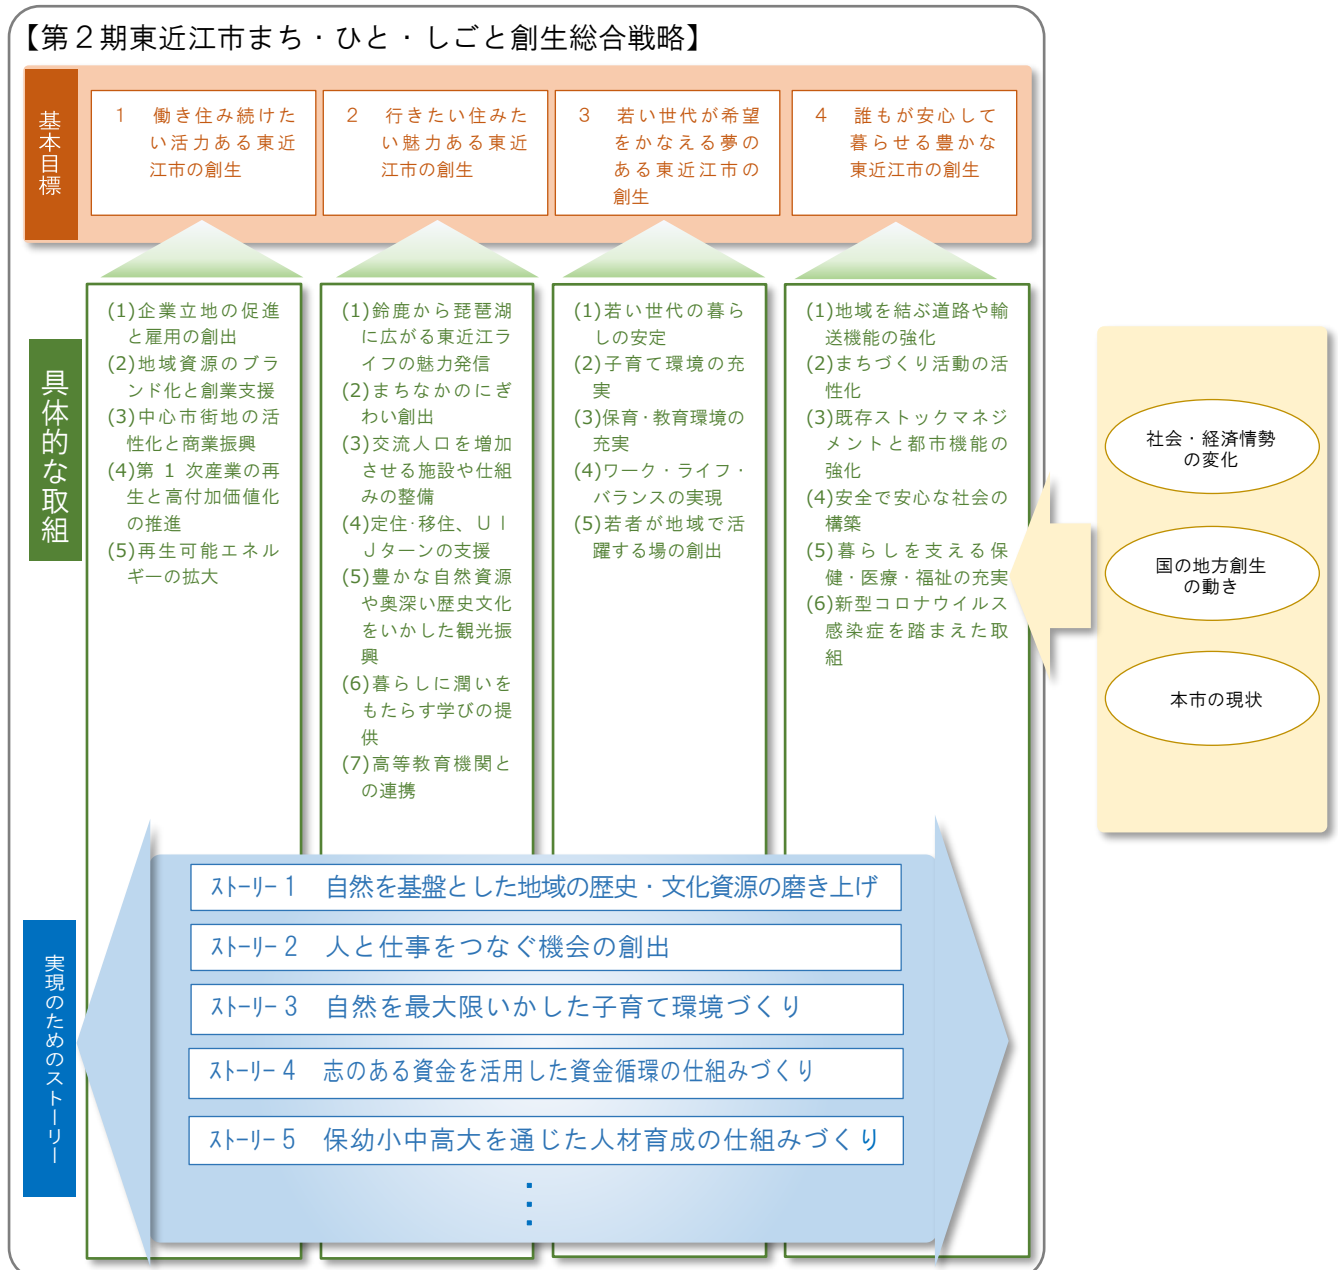 【第２期東近江市まち・ひと・しごと創生総合戦略】
基本目標
１　働き住み続けた
い活力ある東近
江市の創生
２　行きたい住みた
い魅力ある東近
江市の創生
３　若い世代が希望
をかなえる夢の
ある東近江市の
創生
４　誰もが安心して
暮らせる豊かな
東近江市の創生
具体的な取組
(1)企業立地の促進
と雇用の創出
(2)地域資源のブラ
ンド化と創業支援
(3)中心市街地の活
性化と商業振興
(4)第 1 次産業の再
生と高付加価値化
の推進
(5)再生可能エネル
ギーの拡大
(1)鈴鹿から琵琶湖
に広がる東近江ラ
イフの魅力発信
(2)まちなかのにぎ
わい創出
(3)交流人口を増加
させる施設や仕組
みの整備
(4)定住・移住、ＵＩ
Ｊターンの支援
(5)豊かな自然資源
や奥深い歴史文化
をいかした観光振
興
(6)暮らしに潤いを
もたらす学びの提
供
(7)高等教育機関と
の連携
(1)若い世代の暮ら
しの安定
(2)子育て環境の充
実
(3)保育・教育環境の
充実
(4)ワーク・ライフ・
バランスの実現
(5)若者が地域で活
躍する場の創出
(1)地域を結ぶ道路や輸
送機能の強化
(2)まちづくり活動の活
性化
(3)既存ストックマネジ
メントと都市機能の
強化
(4)安全で安心な社会の
構築
(5)暮らしを支える保
健・医療・福祉の充実
(6)新型コロナウイルス
感染症を踏まえた取
組
社会・経済情勢
の変化
国の地方創生
の動き
本市の現状
実現のためのストーリー
ｽﾄｰﾘｰ１　自然を基盤とした地域の歴史・文化資源の磨き上げ
ｽﾄｰﾘｰ２　人と仕事をつなぐ機会の創出
ｽﾄｰﾘｰ３　自然を最大限いかした子育て環境づくり
ｽﾄｰﾘｰ４　志のある資金を活用した資金循環の仕組みづくり
ｽﾄｰﾘｰ５　保幼小中高大を通じた人材育成の仕組みづくり